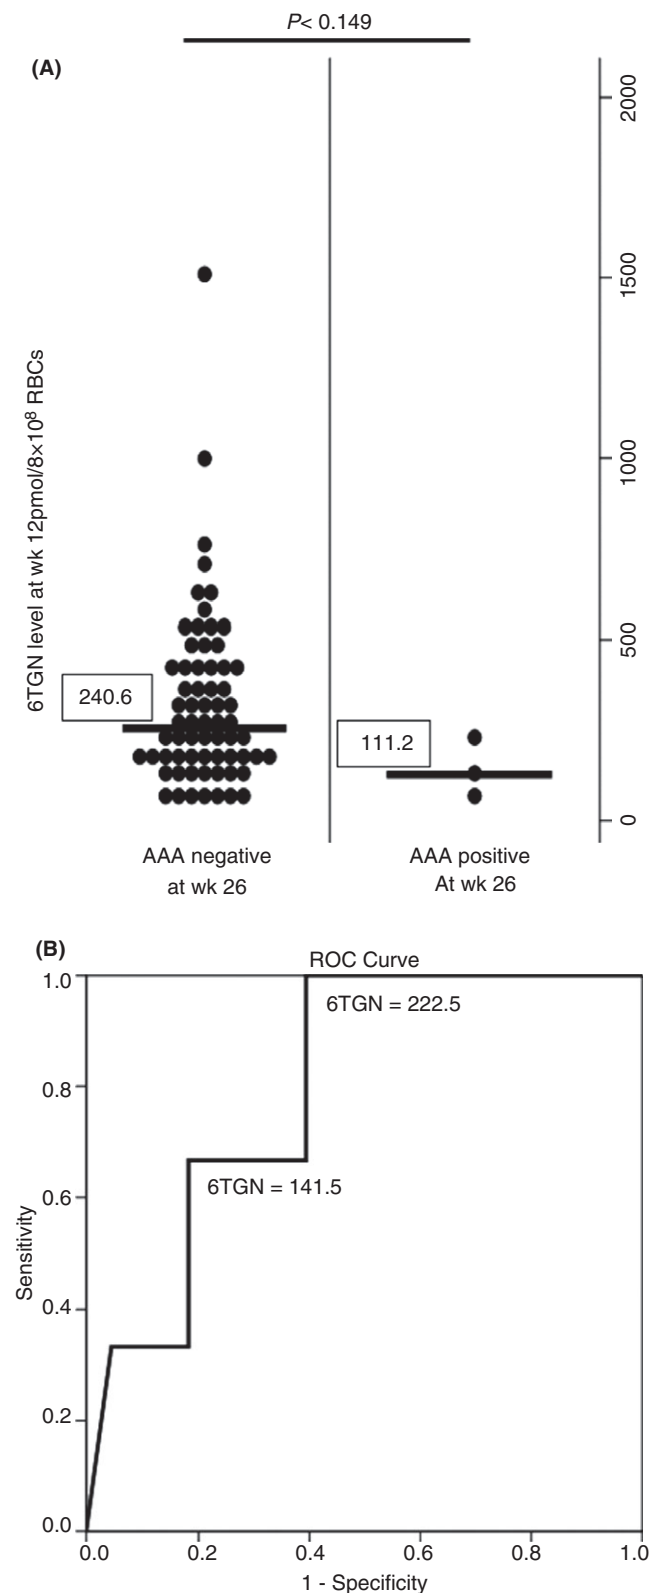 P< 0.149
(A)
2000
1500
1000
500
0
6TGN level at wk 12pmol/8×10⁸ RBCs
240.6
111.2
AAA negative
at wk 26
AAA positive
At wk 26
(B)
ROC Curve
1.0
0.8
0.6
0.4
0.2
0.0
Sensitivity
6TGN = 222.5
6TGN = 141.5
0.0 0.2 0.4 0.6 0.8 1.0
1 - Specificity